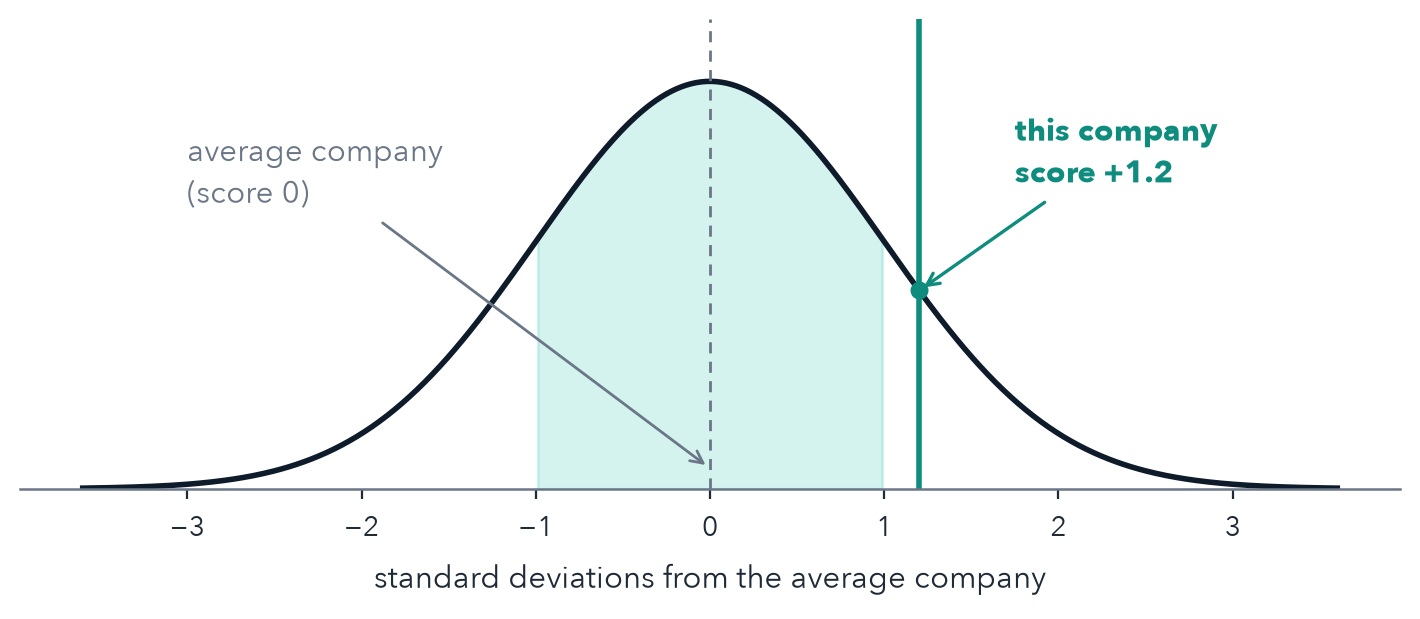 average company
(score 0)
this company
score +1.2
−3 −2 −1 0 1 2 3
standard deviations from the average company